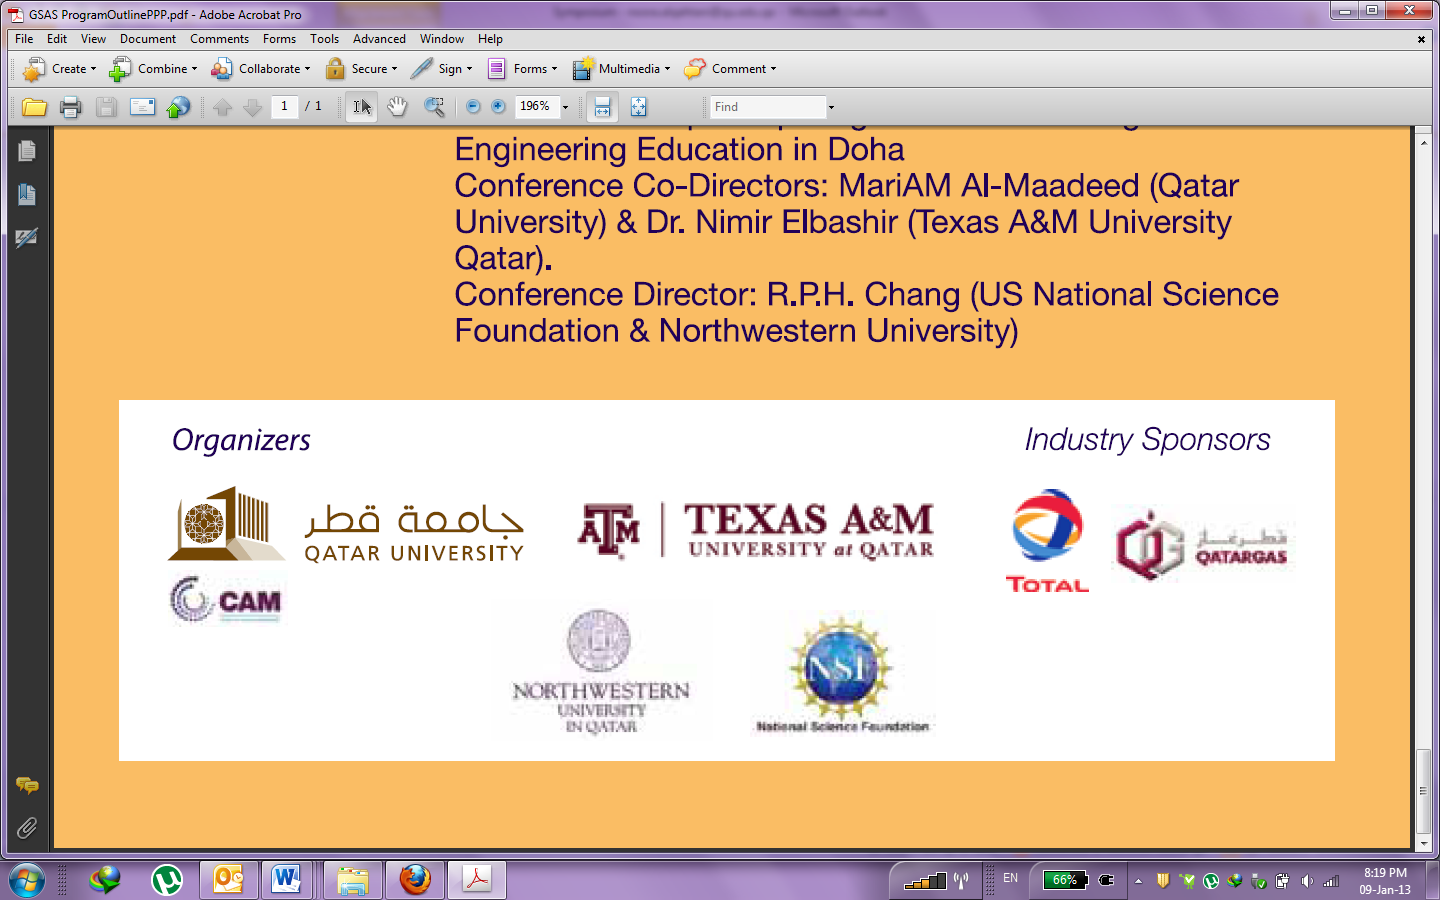 GSAS ProgramOutlinePPP.pdf - Adobe Acrobat Pro
File Edit View Document Comments Forms Tools Advanced Window Help
Create Combine Collaborate Secure Sign Forms Multimedia Comment
1 / 1 196% Find
Engineering Education in Doha
Conference Co-Directors: MariAM Al-Maadeed (Qatar
University) & Dr. Nimir Elbashir (Texas A&M University
Qatar).
Conference Director: R.P.H. Chang (US National Science
Foundation & Northwestern University)
Organizers
Industry Sponsors
جامعة قطر
QATAR UNIVERSITY
CAM
ATM
TEXAS A&M
UNIVERSITY at QATAR
TOTAL
قطرغاز
QATARGAS
NORTHWESTERN
UNIVERSITY
IN QATAR
NSF
National Science Foundation
EN
66%
8:19 PM
09-Jan-13